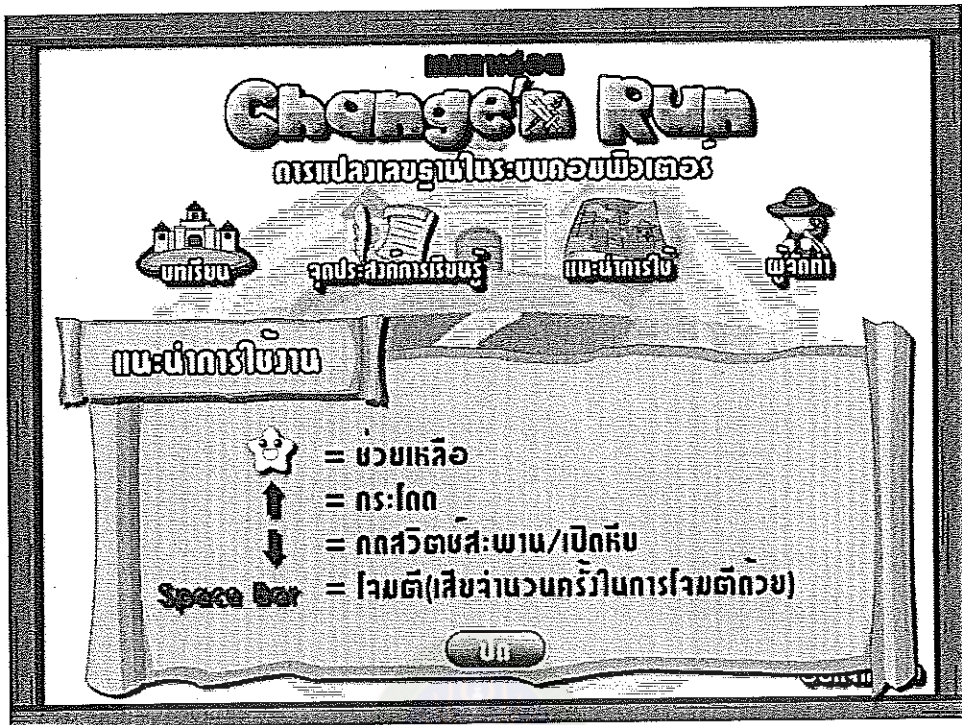 Change'n Run
การแปลงเลขฐานในระบบคอมพิวเตอร์
บทเรียน
จุดประสงค์การเรียนรู้
แนะนำการใช้
ผู้จัดทำ
แนะนำการใช้งาน
= ช่วยเหลือ
= กระโดด
= กดสวิตช์สะพาน/เปิดหีบ
Space Bar = โจมตี(เสียจำนวนครั้งในการโจมตีด้วย)
ปิด